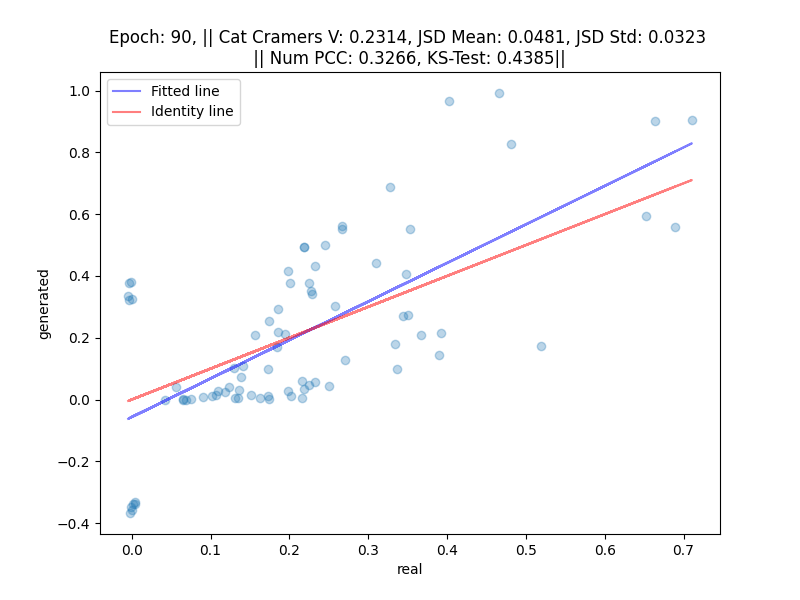 Epoch: 90, || Cat Cramers V: 0.2314, JSD Mean: 0.0481, JSD Std: 0.0323
|| Num PCC: 0.3266, KS-Test: 0.4385||
Fitted line
Identity line
1.0
0.8
0.6
0.4
0.2
0.0
−0.2
−0.4
generated
0.0 0.1 0.2 0.3 0.4 0.5 0.6 0.7
real